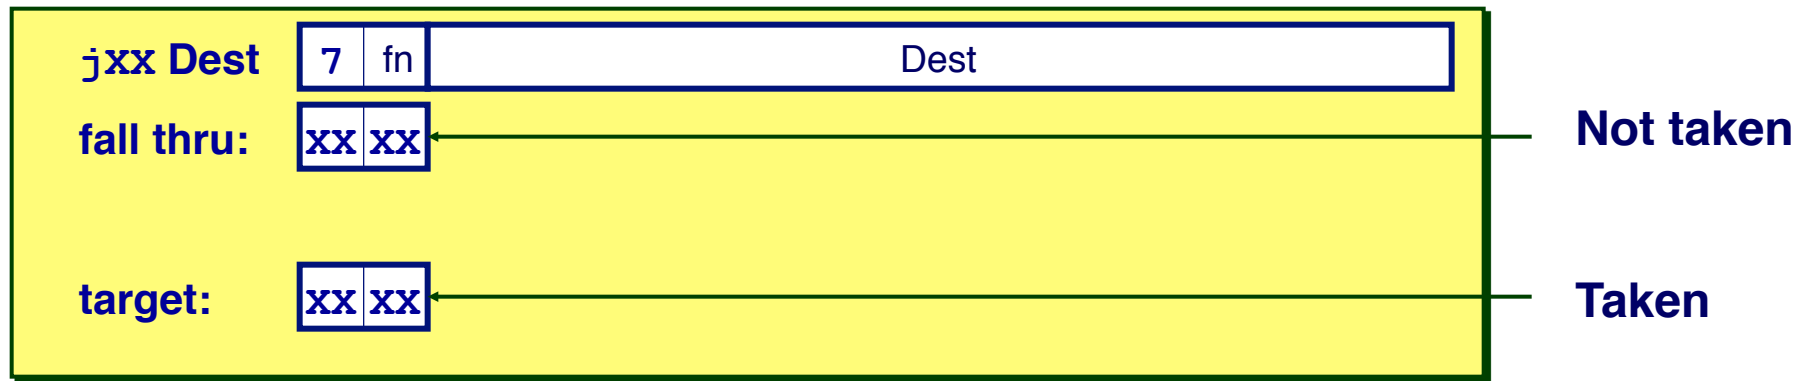 jXX Dest 7 fn Dest
fall thru: XX XX Not taken
target: XX XX Taken